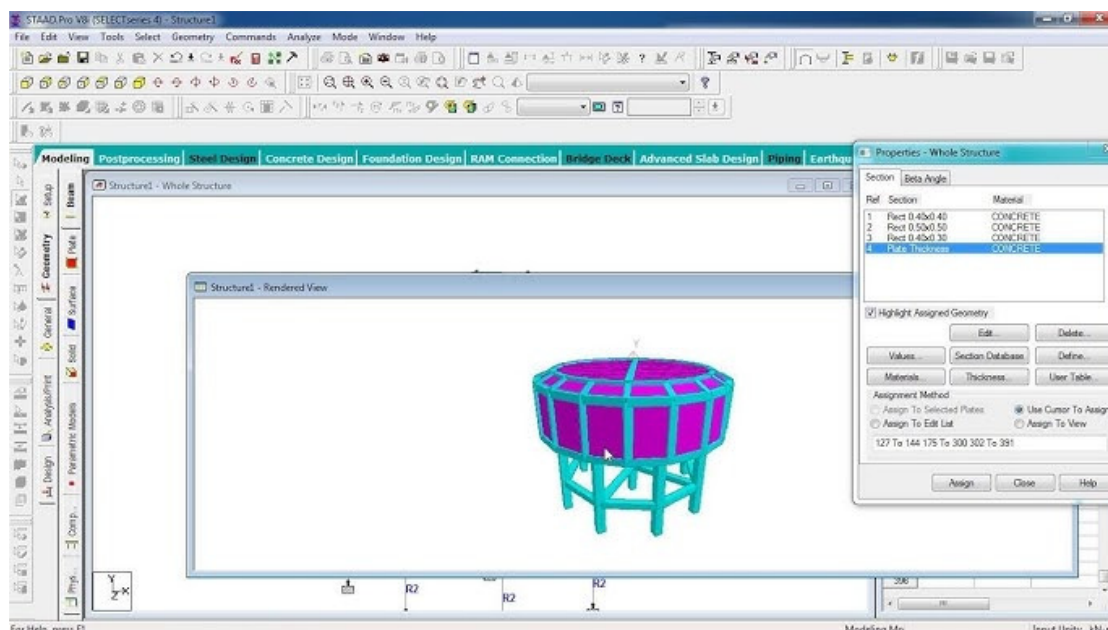 STAAD.Pro V8i (SELECTseries 4) - Structure1
File Edit View Tools Select Geometry Commands Analyze Mode Window Help
Modeling Postprocessing Steel Design Concrete Design Foundation Design RAM Connection Bridge Deck Advanced Slab Design Piping Earthqu
Setup
Geometry
General
Analysis/Print
Design
Beam
Plate
Surface
Solid
Parametric Models
Comp...
Phys...
Structure1 - Whole Structure
Structure1 - Rendered View
Y
Properties - Whole Structure
Section Beta Angle
Ref Section Material
1 Rect 0.40x0.40 CONCRETE
2 Rect 0.50x0.50 CONCRETE
3 Rect 0.40x0.30 CONCRETE
4 Plate Thickness CONCRETE
Highlight Assigned Geometry
Edit... Delete...
Values... Section Database Define...
Materials... Thickness... User Table...
Assignment Method
Assign To Selected Plates Use Cursor To Assign
Assign To Edit List Assign To View
127 To 144 175 To 300 302 To 391
Assign Close Help
Y
Z X
R2
R2
R2
396
For Help, press F1
Modeling Mo
Input Units: kN-